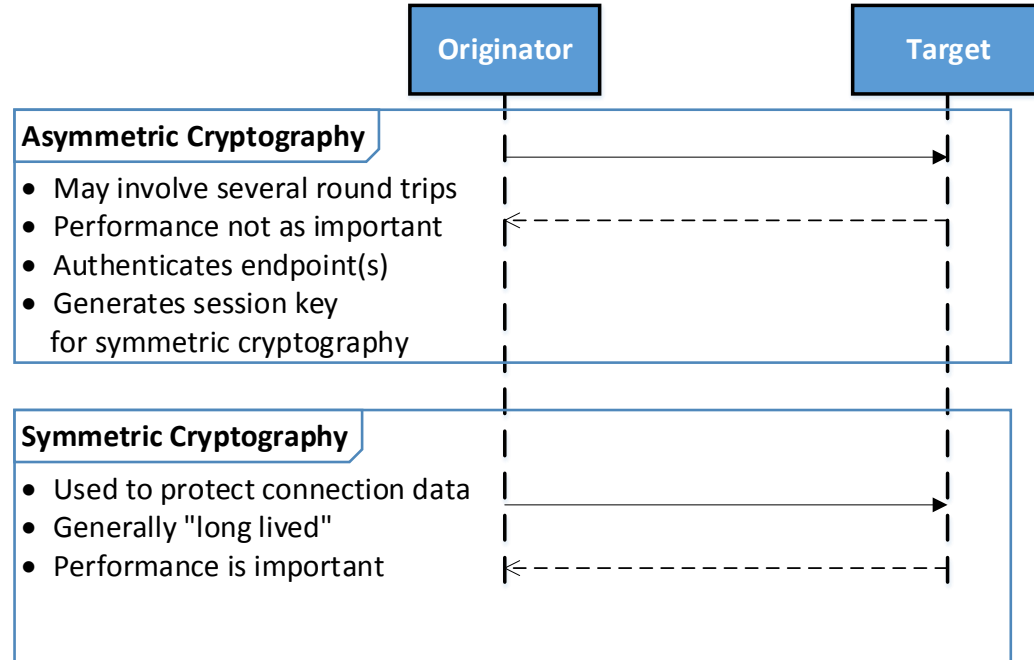 Originator
Target
Asymmetric Cryptography
• May involve several round trips
• Performance not as important
• Authenticates endpoint(s)
• Generates session key
for symmetric cryptography
Symmetric Cryptography
• Used to protect connection data
• Generally "long lived"
• Performance is important